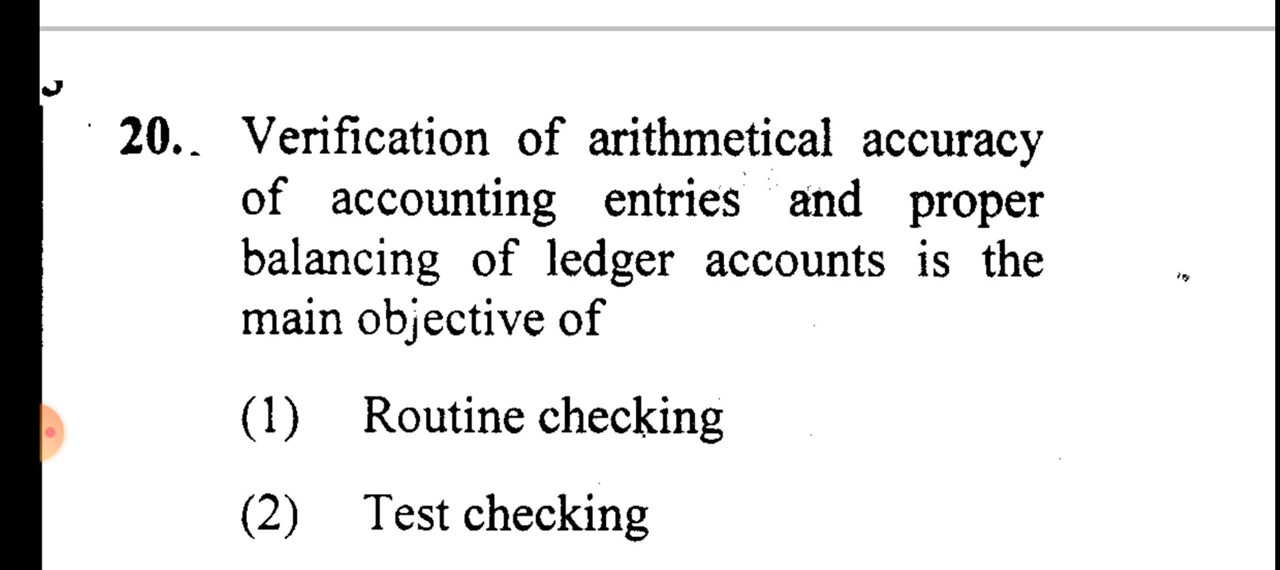 20. Verification of arithmetical accuracy
of accounting entries and proper
balancing of ledger accounts is the
main objective of
(1) Routine checking
(2) Test checking